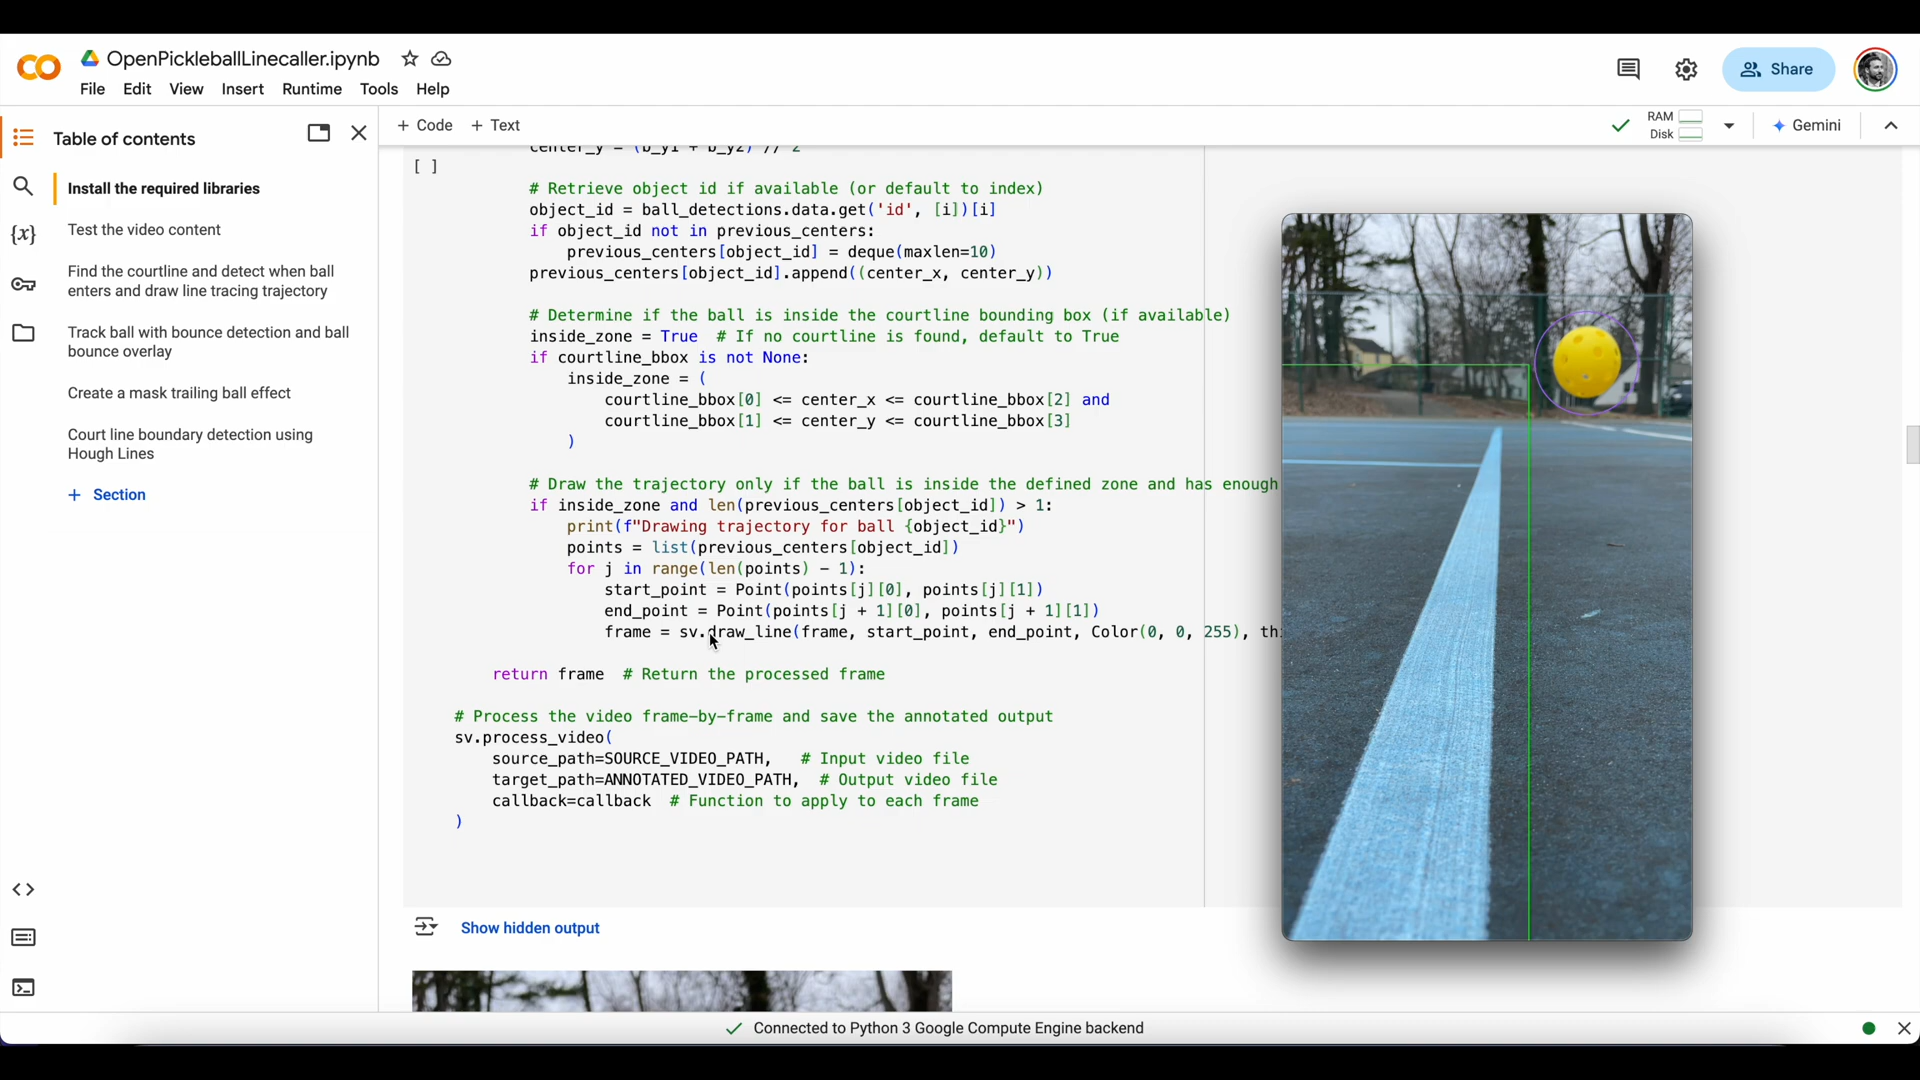 OpenPickleballLinecaller.ipynb
File Edit View Insert Runtime Tools Help
Share
Table of contents
+ Code + Text
RAM
Disk
Gemini
Install the required libraries
Test the video content
Find the courtline and detect when ball
enters and draw line tracing trajectory
Track ball with bounce detection and ball
bounce overlay
Create a mask trailing ball effect
Court line boundary detection using
Hough Lines
+ Section
{x}
[ ]
center_y = (b_y1 + b_y2) // 2
# Retrieve object id if available (or default to index)
object_id = ball_detections.data.get('id', [i])[i]
if object_id not in previous_centers:
previous_centers[object_id] = deque(maxlen=10)
previous_centers[object_id].append((center_x, center_y))
# Determine if the ball is inside the courtline bounding box (if available)
inside_zone = True # If no courtline is found, default to True
if courtline_bbox is not None:
inside_zone = (
courtline_bbox[0] <= center_x <= courtline_bbox[2] and
courtline_bbox[1] <= center_y <= courtline_bbox[3]
)
# Draw the trajectory only if the ball is inside the defined zone and has enough
if inside_zone and len(previous_centers[object_id]) > 1:
print(f"Drawing trajectory for ball {object_id}")
points = list(previous_centers[object_id])
for j in range(len(points) - 1):
start_point = Point(points[j][0], points[j][1])
end_point = Point(points[j + 1][0], points[j + 1][1])
frame = sv.draw_line(frame, start_point, end_point, Color(0, 0, 255), thi
return frame # Return the processed frame
# Process the video frame-by-frame and save the annotated output
sv.process_video(
source_path=SOURCE_VIDEO_PATH, # Input video file
target_path=ANNOTATED_VIDEO_PATH, # Output video file
callback=callback # Function to apply to each frame
)
Show hidden output
Connected to Python 3 Google Compute Engine backend